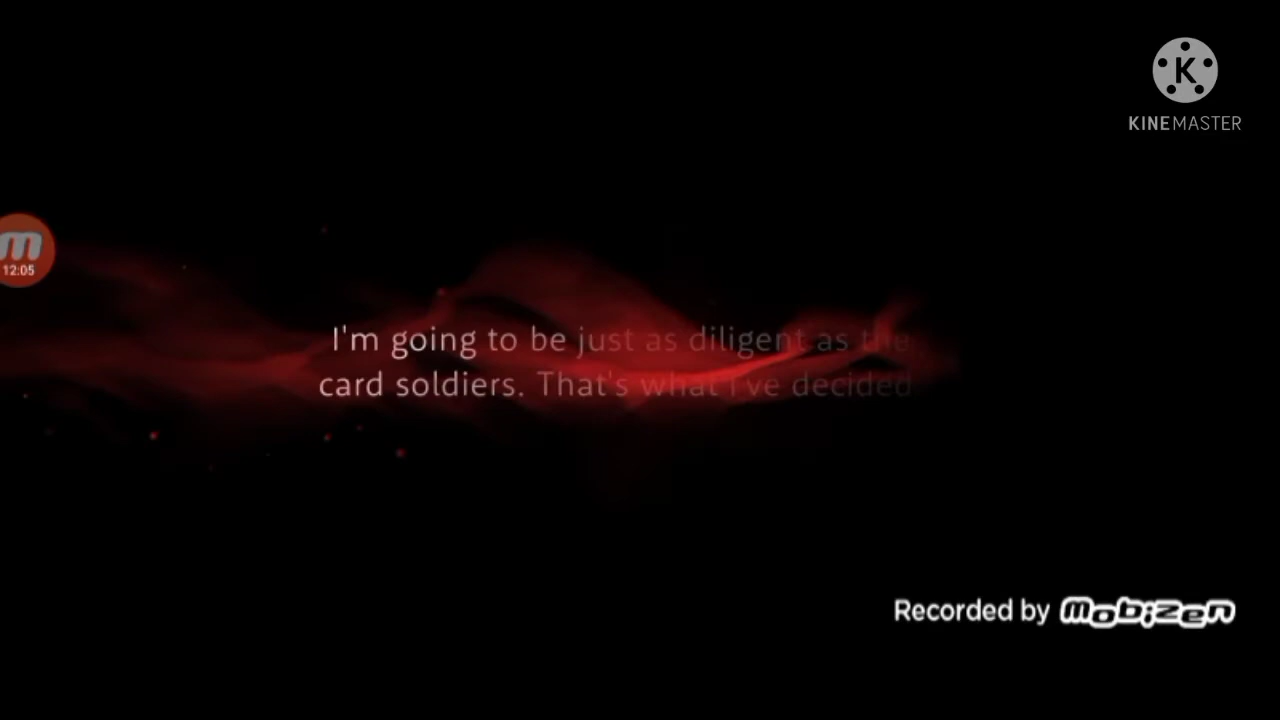 K
KINEMASTER
m
12:05
I'm going to be just as diligent as the
card soldiers. That's what I've decided
Recorded by mobizen